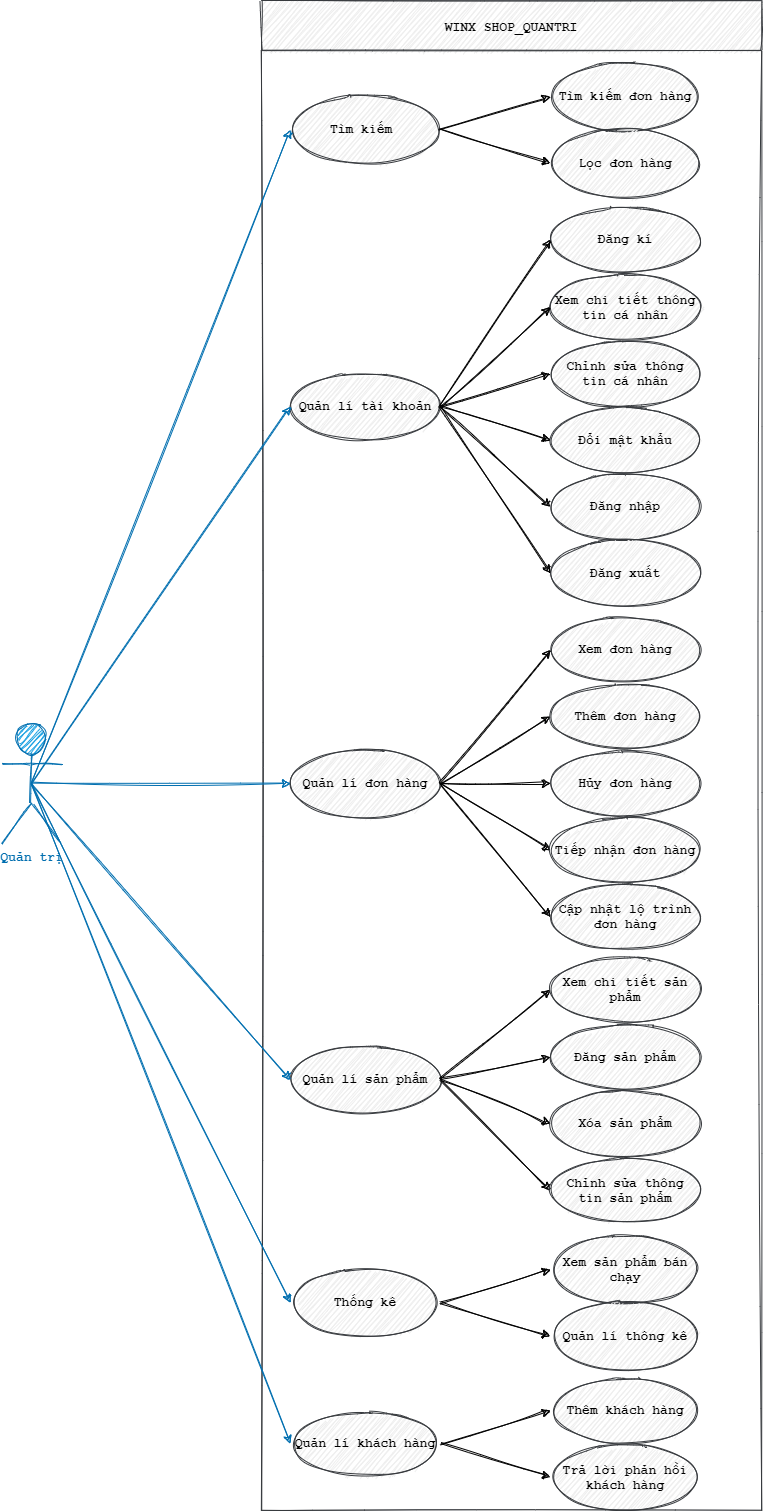 WINX SHOP_QUANTRI
Tìm kiếm
Tìm kiếm đơn hàng
Lọc đơn hàng
Quản lí tài khoản
Đăng kí
Xem chi tiết thông
tin cá nhân
Chỉnh sửa thông
tin cá nhân
Đổi mật khẩu
Đăng nhập
Đăng xuất
Quản trị
Quản lí đơn hàng
Xem đơn hàng
Thêm đơn hàng
Hủy đơn hàng
Tiếp nhận đơn hàng
Cập nhật lộ trình
đơn hàng
Quản lí sản phẩm
Xem chi tiết sản
phẩm
Đăng sản phẩm
Xóa sản phẩm
Chỉnh sửa thông
tin sản phẩm
Thống kê
Xem sản phẩm bán
chạy
Quản lí thông kê
Quản lí khách hàng
Thêm khách hàng
Trả lời phản hồi
khách hàng